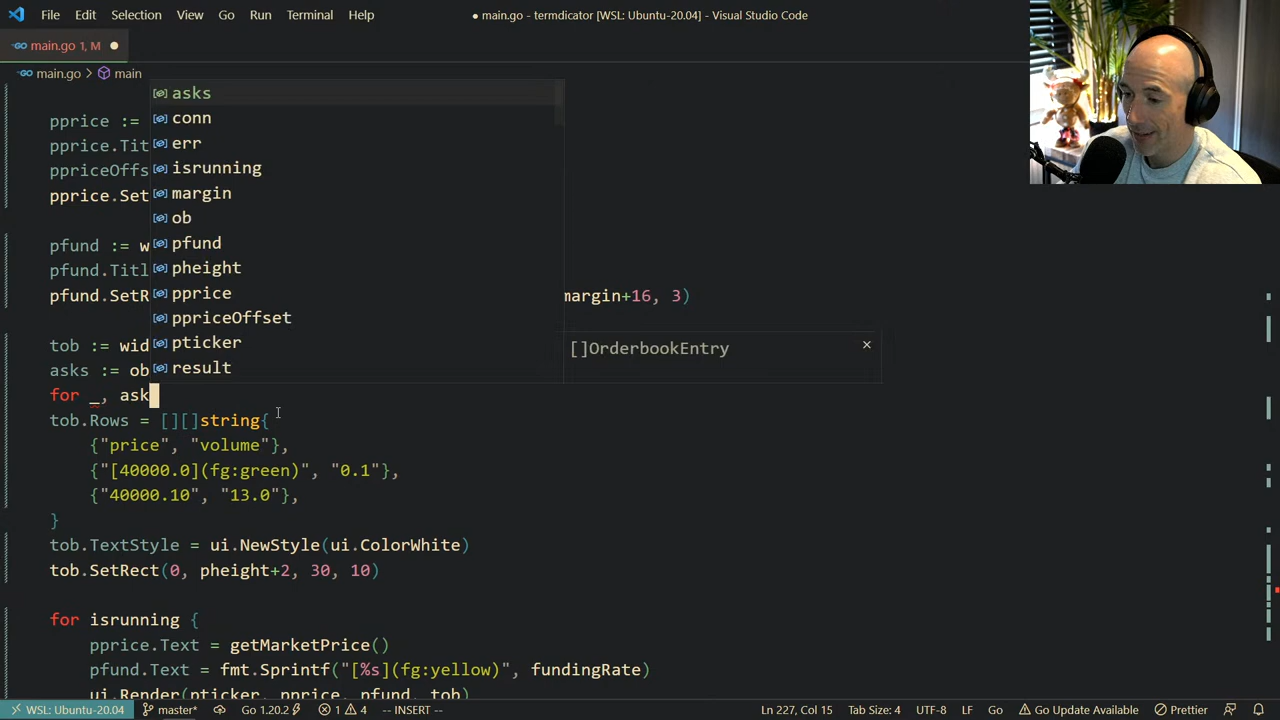 File Edit Selection View Go Run Terminal Help
● main.go - termdicator [WSL: Ubuntu-20.04] - Visual Studio Code
main.go 1, M ●
main.go > main
asks
conn
err
isrunning
margin
ob
pfund
pheight
pprice
ppriceOffset
pticker
result
[]OrderbookEntry ×
pprice :=
pprice.Tit
ppriceOffs
pprice.Set
pfund := w
pfund.Titl
pfund.SetR margin+16, 3)
tob := wid
asks := ob
for _, ask
tob.Rows = [][]string{
{"price", "volume"},
{"[40000.0](fg:green)", "0.1"},
{"40000.10", "13.0"},
}
tob.TextStyle = ui.NewStyle(ui.ColorWhite)
tob.SetRect(0, pheight+2, 30, 10)
for isrunning {
pprice.Text = getMarketPrice()
pfund.Text = fmt.Sprintf("[%s](fg:yellow)", fundingRate)
ui.Render(pticker, pprice, pfund, tob)
WSL: Ubuntu-20.04 master* Go 1.20.2 1 4 -- INSERT -- Ln 227, Col 15 Tab Size: 4 UTF-8 LF Go Go Update Available Prettier